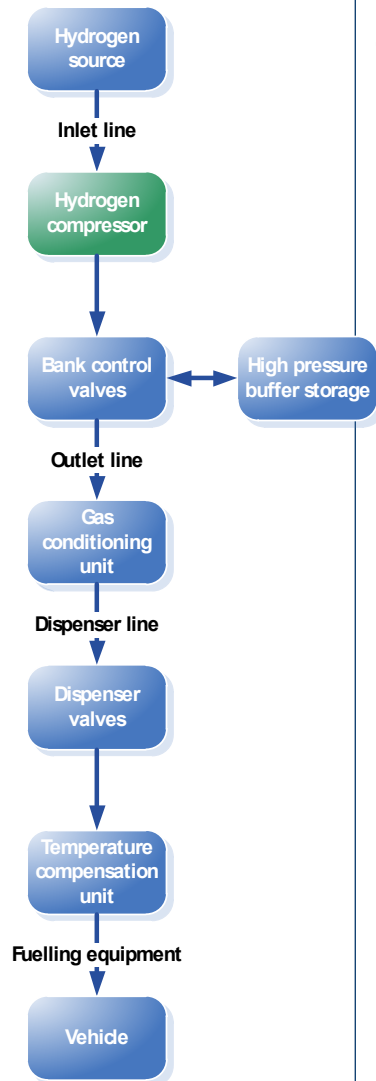 Hydrogen
source
Inlet line
Hydrogen
compressor
Bank control
valves
High pressure
buffer storage
Outlet line
Gas
conditioning
unit
Dispenser line
Dispenser
valves
Temperature
compensation
unit
Fuelling equipment
Vehicle